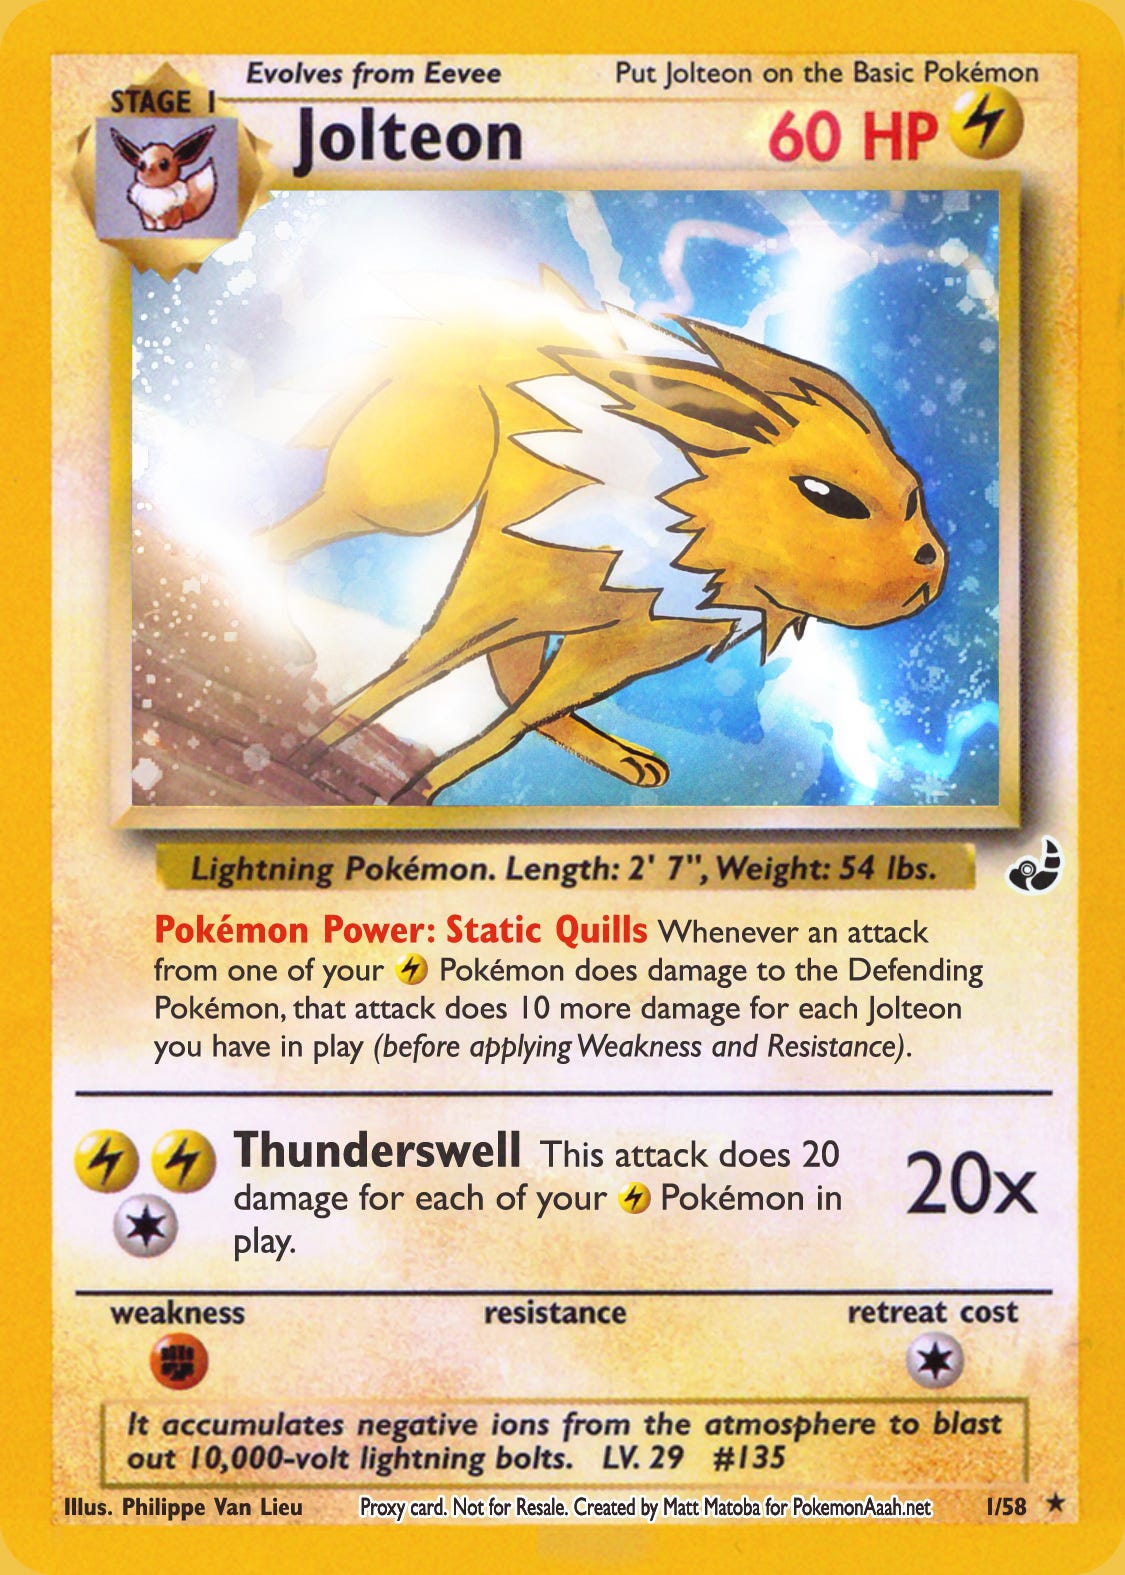 Evolves from Eevee
Put Jolteon on the Basic Pokémon
STAGE 1
Jolteon
60 HP
Lightning Pokémon. Length: 2' 7", Weight: 54 lbs.
Pokémon Power: Static Quills Whenever an attack
from one of your Pokémon does damage to the Defending
Pokémon, that attack does 10 more damage for each Jolteon
you have in play (before applying Weakness and Resistance).
Thunderswell This attack does 20
damage for each of your Pokémon in
play.
20x
weakness
resistance
retreat cost
It accumulates negative ions from the atmosphere to blast
out 10,000-volt lightning bolts. LV. 29 #135
Illus. Philippe Van Lieu
Proxy card. Not for Resale. Created by Matt Matoba for PokemonAaah.net
1/58